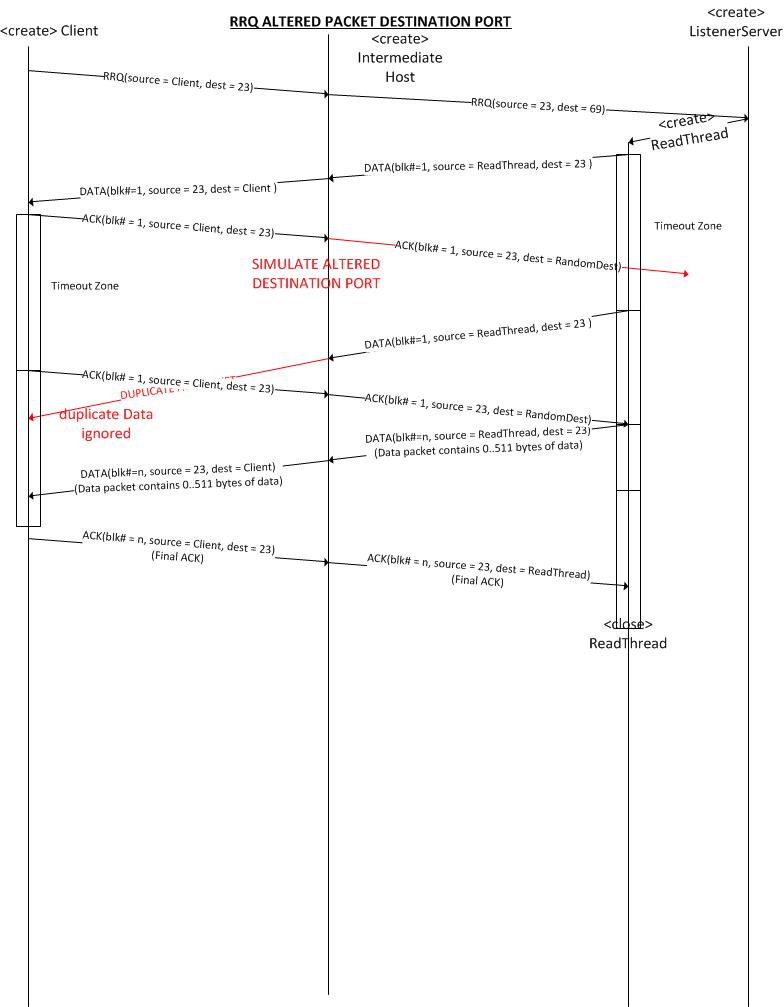 RRQ ALTERED PACKET DESTINATION PORT
<create>
ListenerServer
<create> Client
<create>
Intermediate
Host
RRQ(source = Client, dest = 23)
RRQ(source = 23, dest = 69)
<create>
ReadThread
DATA(blk#=1, source = ReadThread, dest = 23 )
DATA(blk#=1, source = 23, dest = Client )
ACK(blk# = 1, source = Client, dest = 23)
Timeout Zone
ACK(blk# = 1, source = 23, dest = RandomDest)
SIMULATE ALTERED
DESTINATION PORT
Timeout Zone
DATA(blk#=1, source = ReadThread, dest = 23 )
ACK(blk# = 1, source = Client, dest = 23)
DUPLICATE
ACK(blk# = 1, source = 23, dest = RandomDest)
duplicate Data
ignored
DATA(blk#=n, source = ReadThread, dest = 23)
(Data packet contains 0..511 bytes of data)
DATA(blk#=n, source = 23, dest = Client)
(Data packet contains 0..511 bytes of data)
ACK(blk# = n, source = Client, dest = 23)
(Final ACK)
ACK(blk# = n, source = 23, dest = ReadThread)
(Final ACK)
<close>
ReadThread